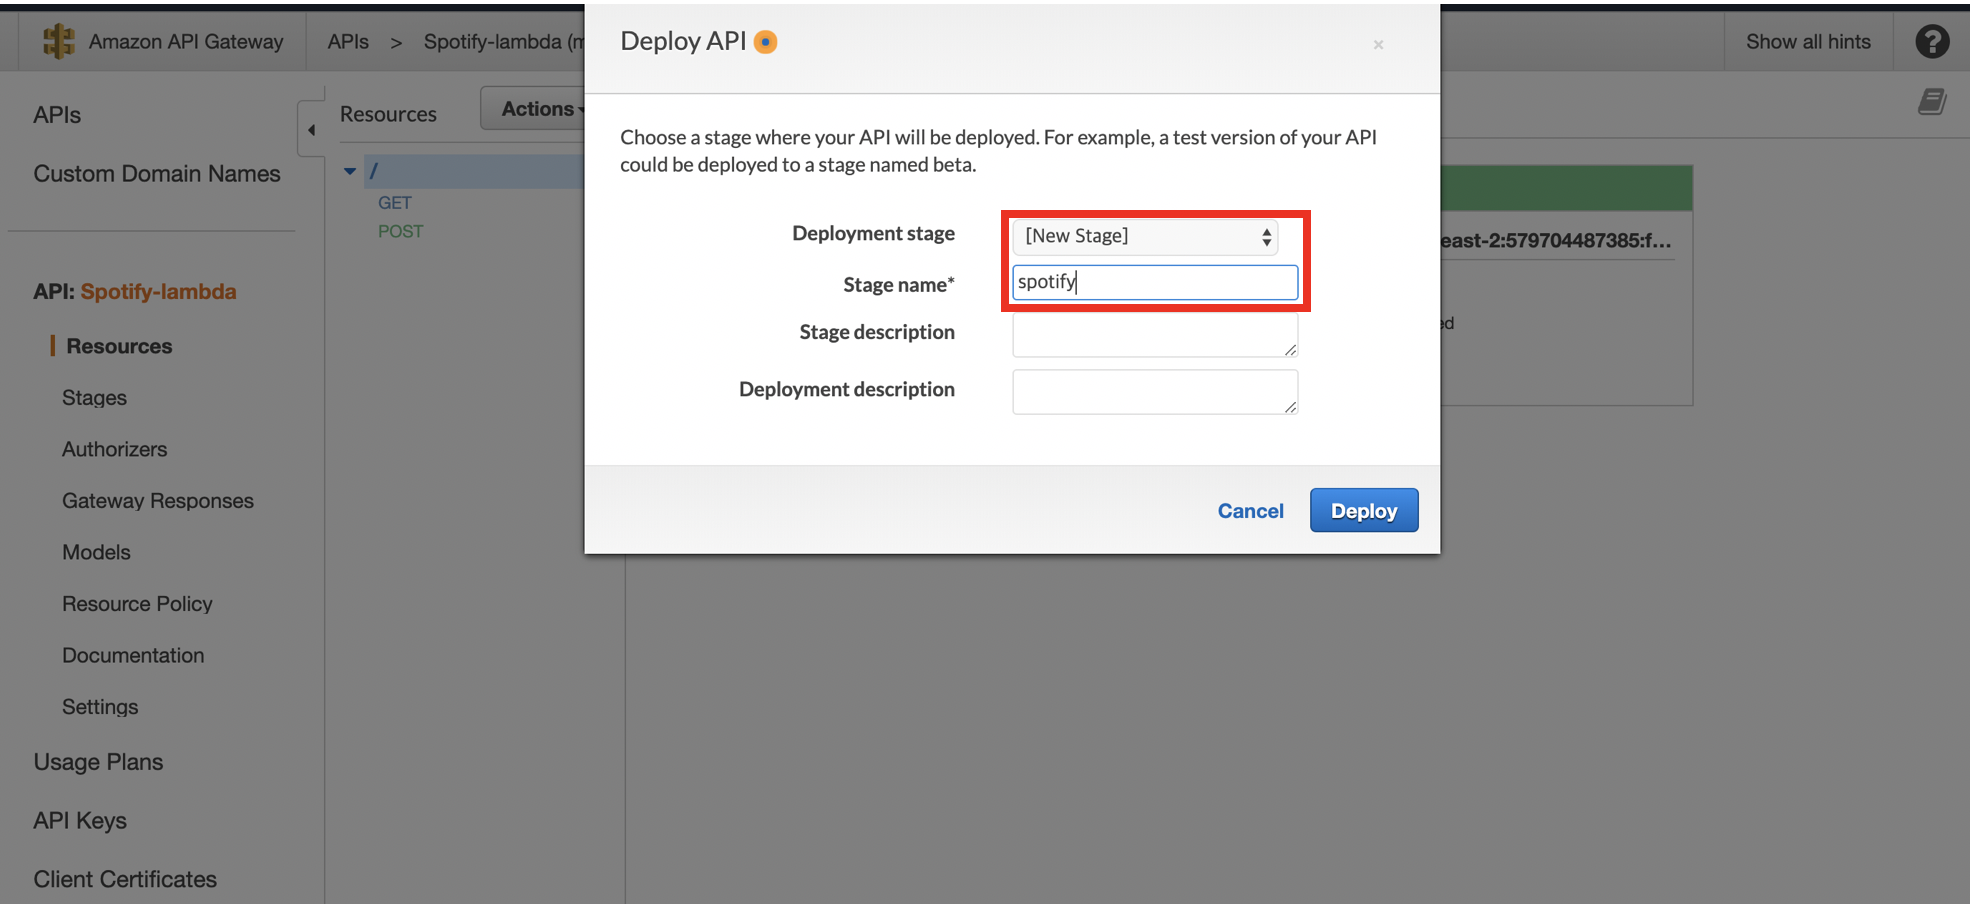 Amazon API Gateway
APIs > Spotify-lambda (m
Show all hints
?
APIs
Custom Domain Names
API: Spotify-lambda
Resources
Stages
Authorizers
Gateway Responses
Models
Resource Policy
Documentation
Settings
Usage Plans
API Keys
Client Certificates
Resources
Actions
/
GET
POST
Deploy API
×
Choose a stage where your API will be deployed. For example, a test version of your API
could be deployed to a stage named beta.
Deployment stage [New Stage]
Stage name* spotify
Stage description
Deployment description
Cancel Deploy
east-2:579704487385:f...
ed